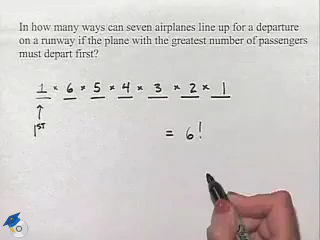 In how many ways can seven airplanes line up for a departure
on a runway if the plane with the greatest number of passengers
must depart first?
1 × 6 × 5 × 4 × 3 × 2 × 1
↑
1ST
= 6!